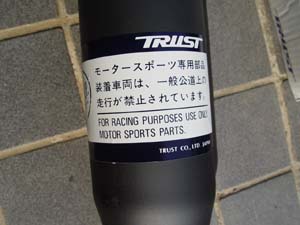 TRUST
モータースポーツ専用部品
装着車両は、一般公道上の
走行が禁止されています。
FOR RACING PURPOSES USE ONLY
MOTOR SPORTS PARTS.
TRUST CO., LTD. JAPAN